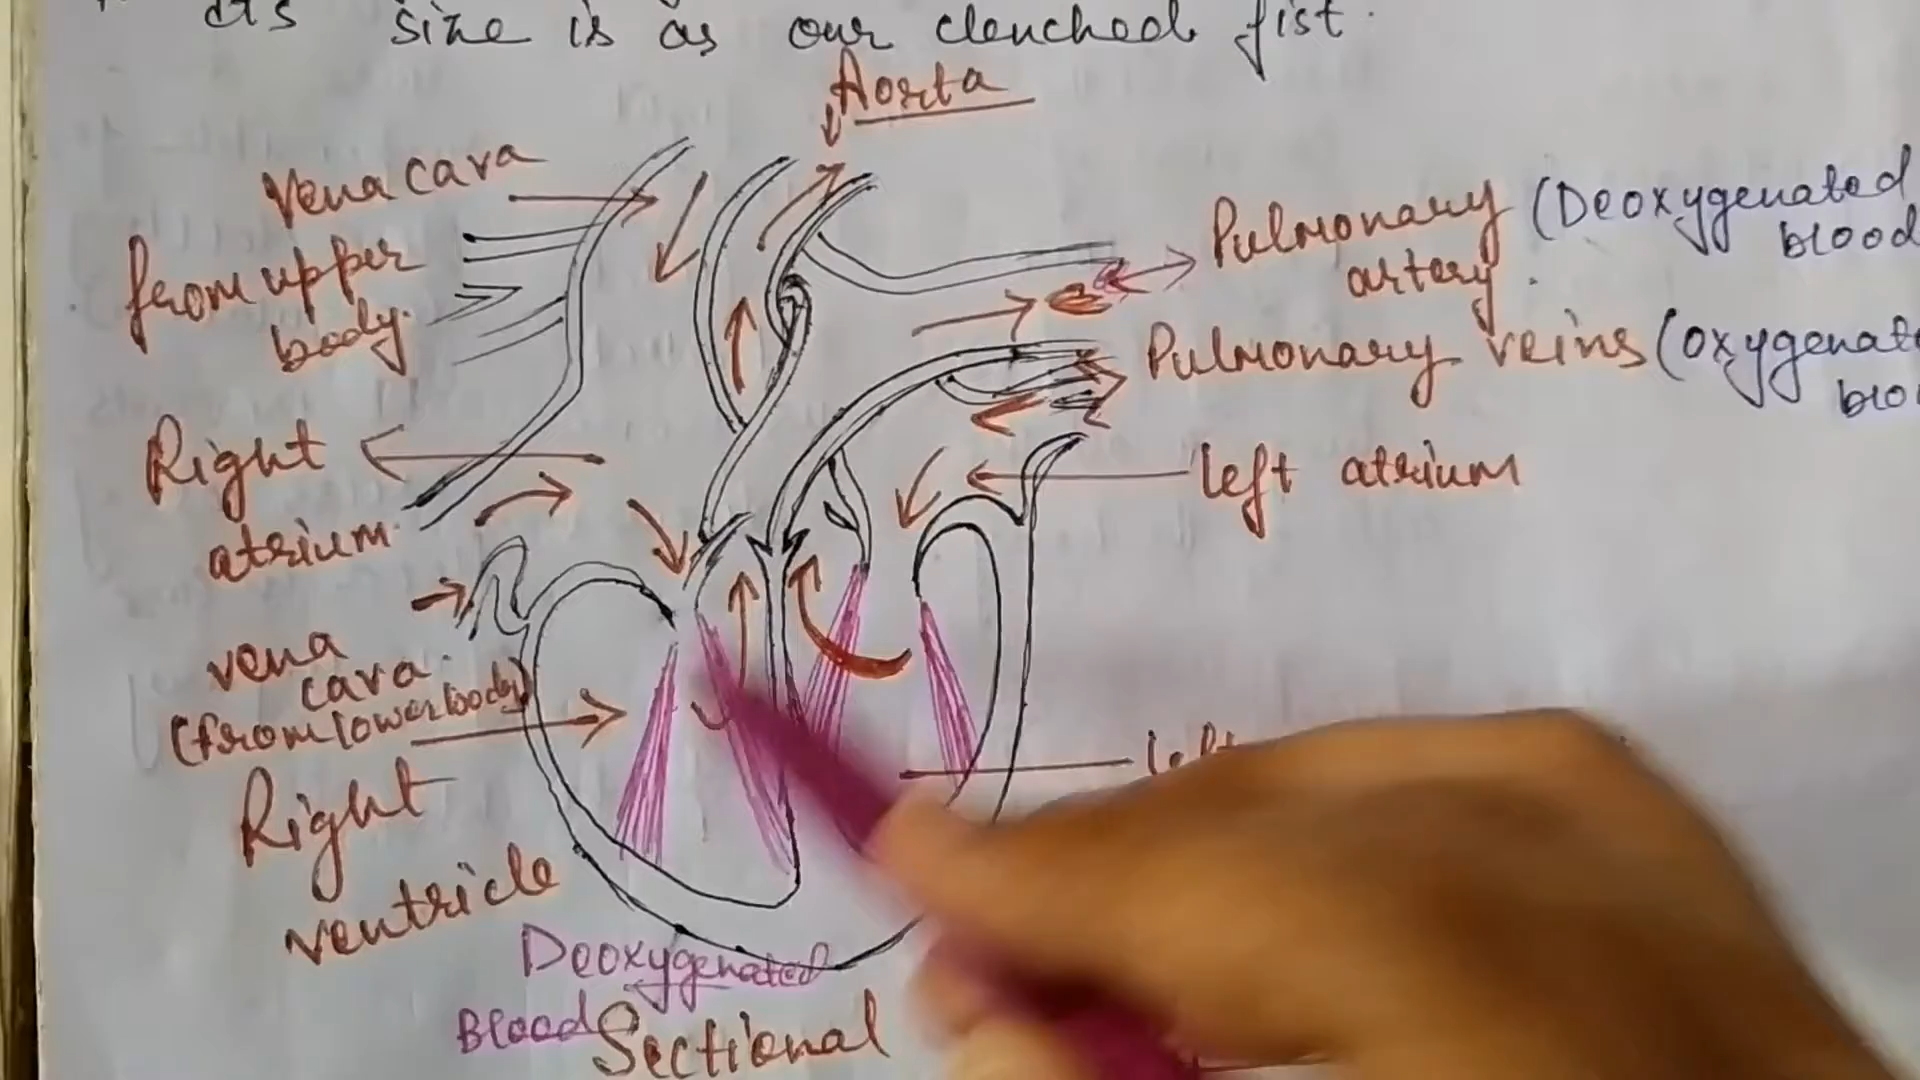 its size is as our clenched fist.
Aorta
Vena cava
from upper
body.
Pulmonary (Deoxygenated
artery. blood
Pulmonary veins (oxygenat
bloo
Right
atrium
left atrium
vena
cava.
(from lower body)
Right
ventricle
Deoxygenated
Blood
Sectional